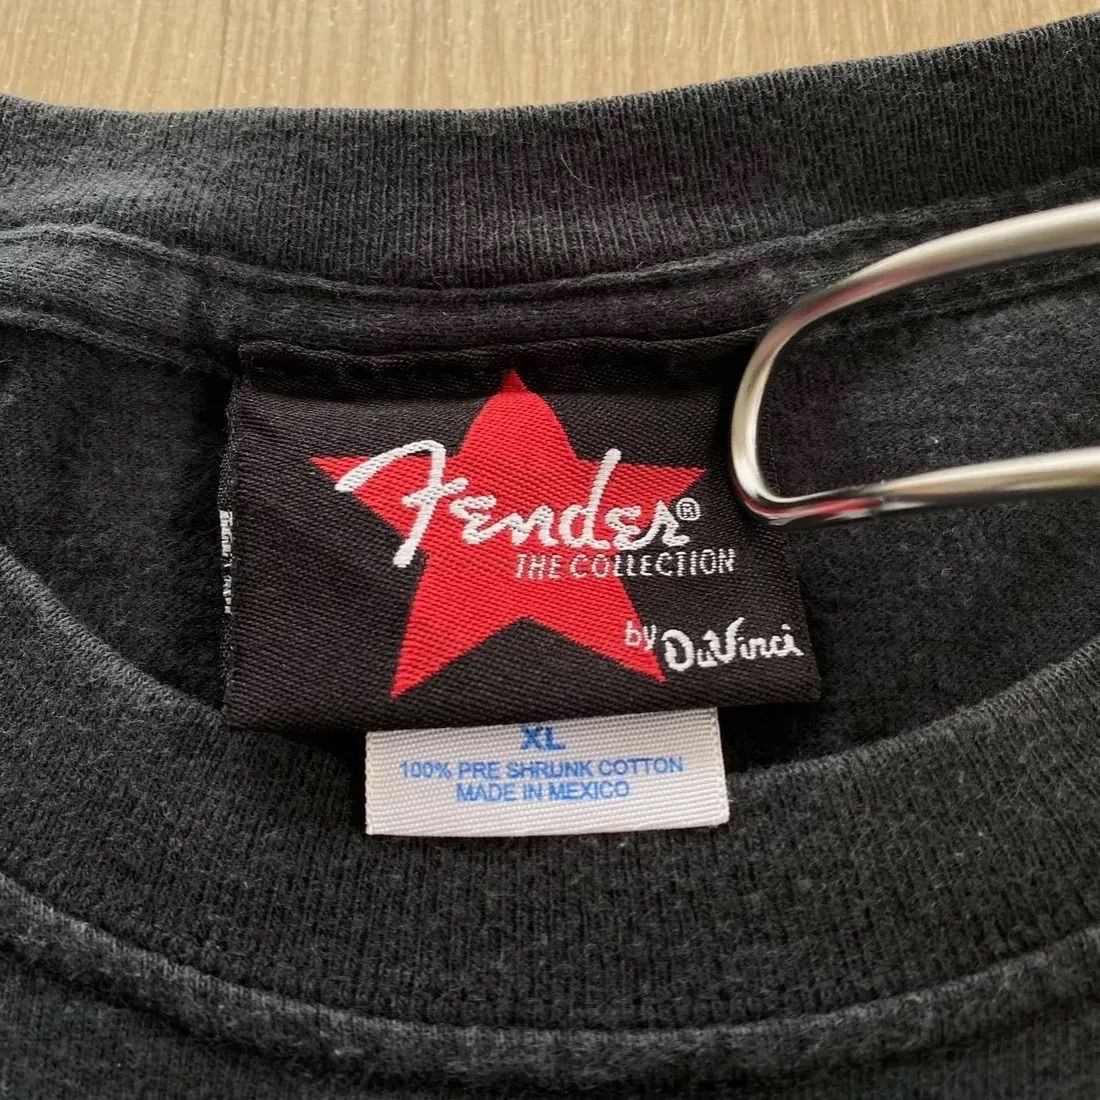 Fender®
THE COLLECTION
by DaVinci
XL
100% PRE SHRUNK COTTON
MADE IN MEXICO